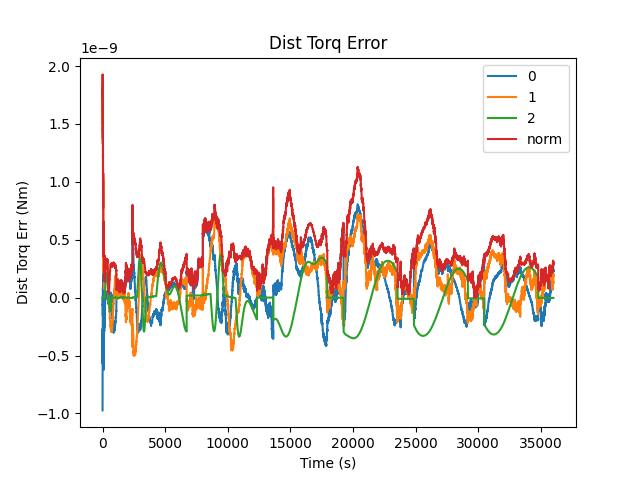 Dist Torq Error
1e−9
2.0
1.5
1.0
0.5
0.0
−0.5
−1.0
Dist Torq Err (Nm)
0
1
2
norm
0 5000 10000 15000 20000 25000 30000 35000
Time (s)